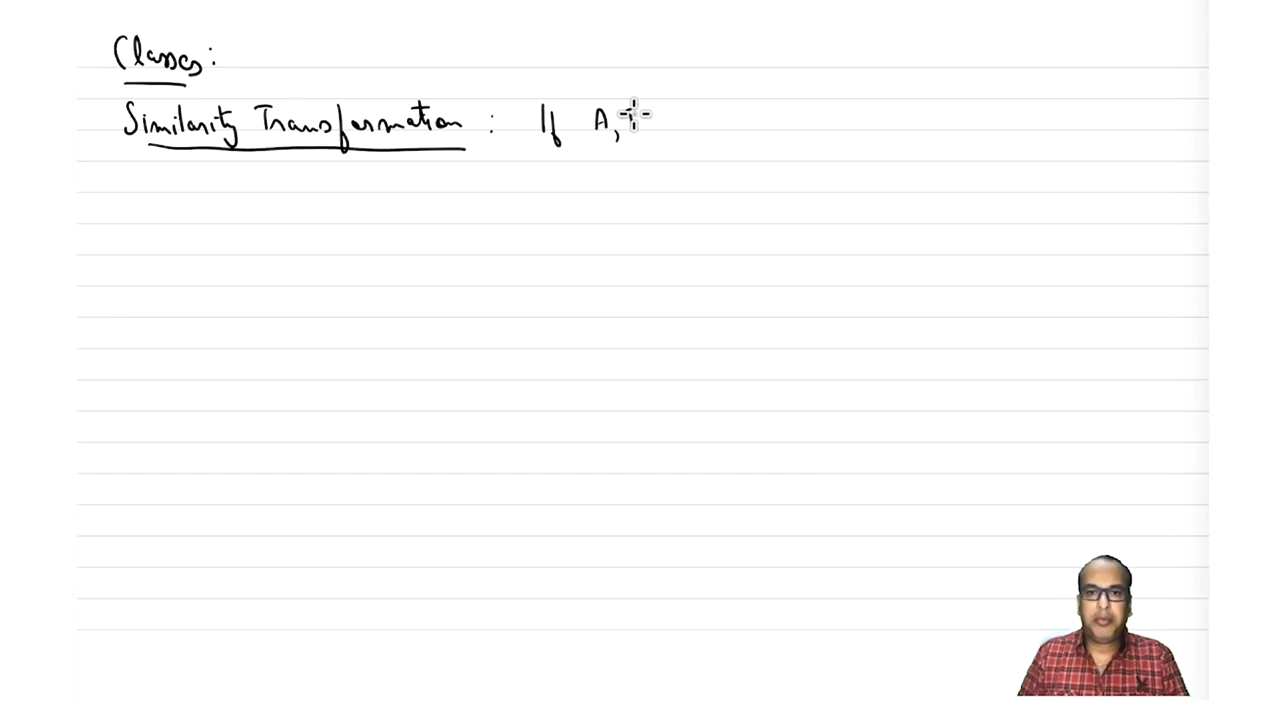 Classes:
Similarity Transformation : If A,